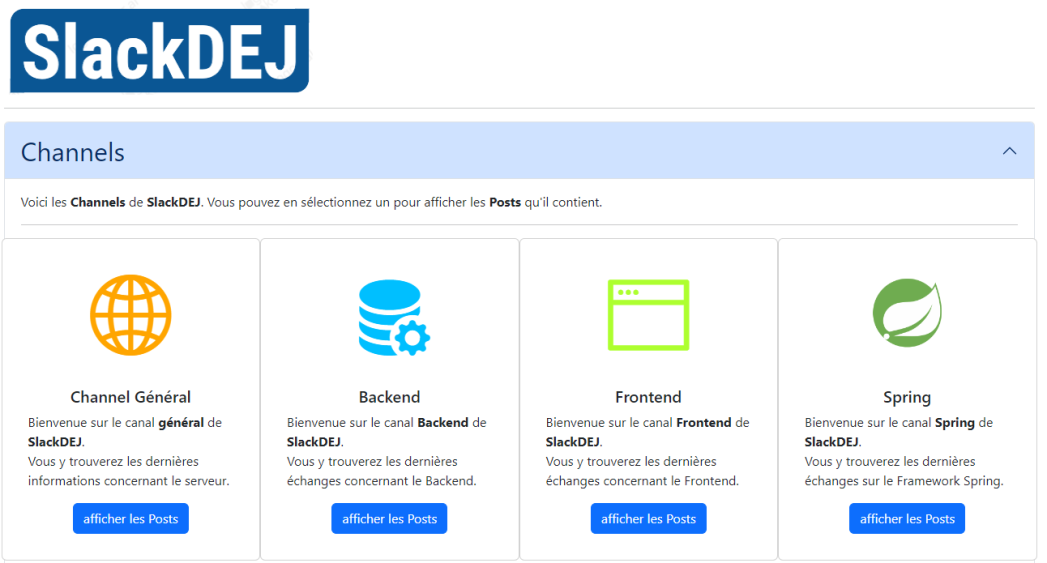 SlackDEJ
Channels
Voici les Channels de SlackDEJ. Vous pouvez en sélectionnez un pour afficher les Posts qu'il contient.
Channel Général
Bienvenue sur le canal général de
SlackDEJ.
Vous y trouverez les dernières
informations concernant le serveur.
afficher les Posts
Backend
Bienvenue sur le canal Backend de
SlackDEJ.
Vous y trouverez les dernières
échanges concernant le Backend.
afficher les Posts
Frontend
Bienvenue sur le canal Frontend de
SlackDEJ.
Vous y trouverez les dernières
échanges concernant le Frontend.
afficher les Posts
Spring
Bienvenue sur le canal Spring de
SlackDEJ.
Vous y trouverez les dernières
échanges sur le Framework Spring.
afficher les Posts